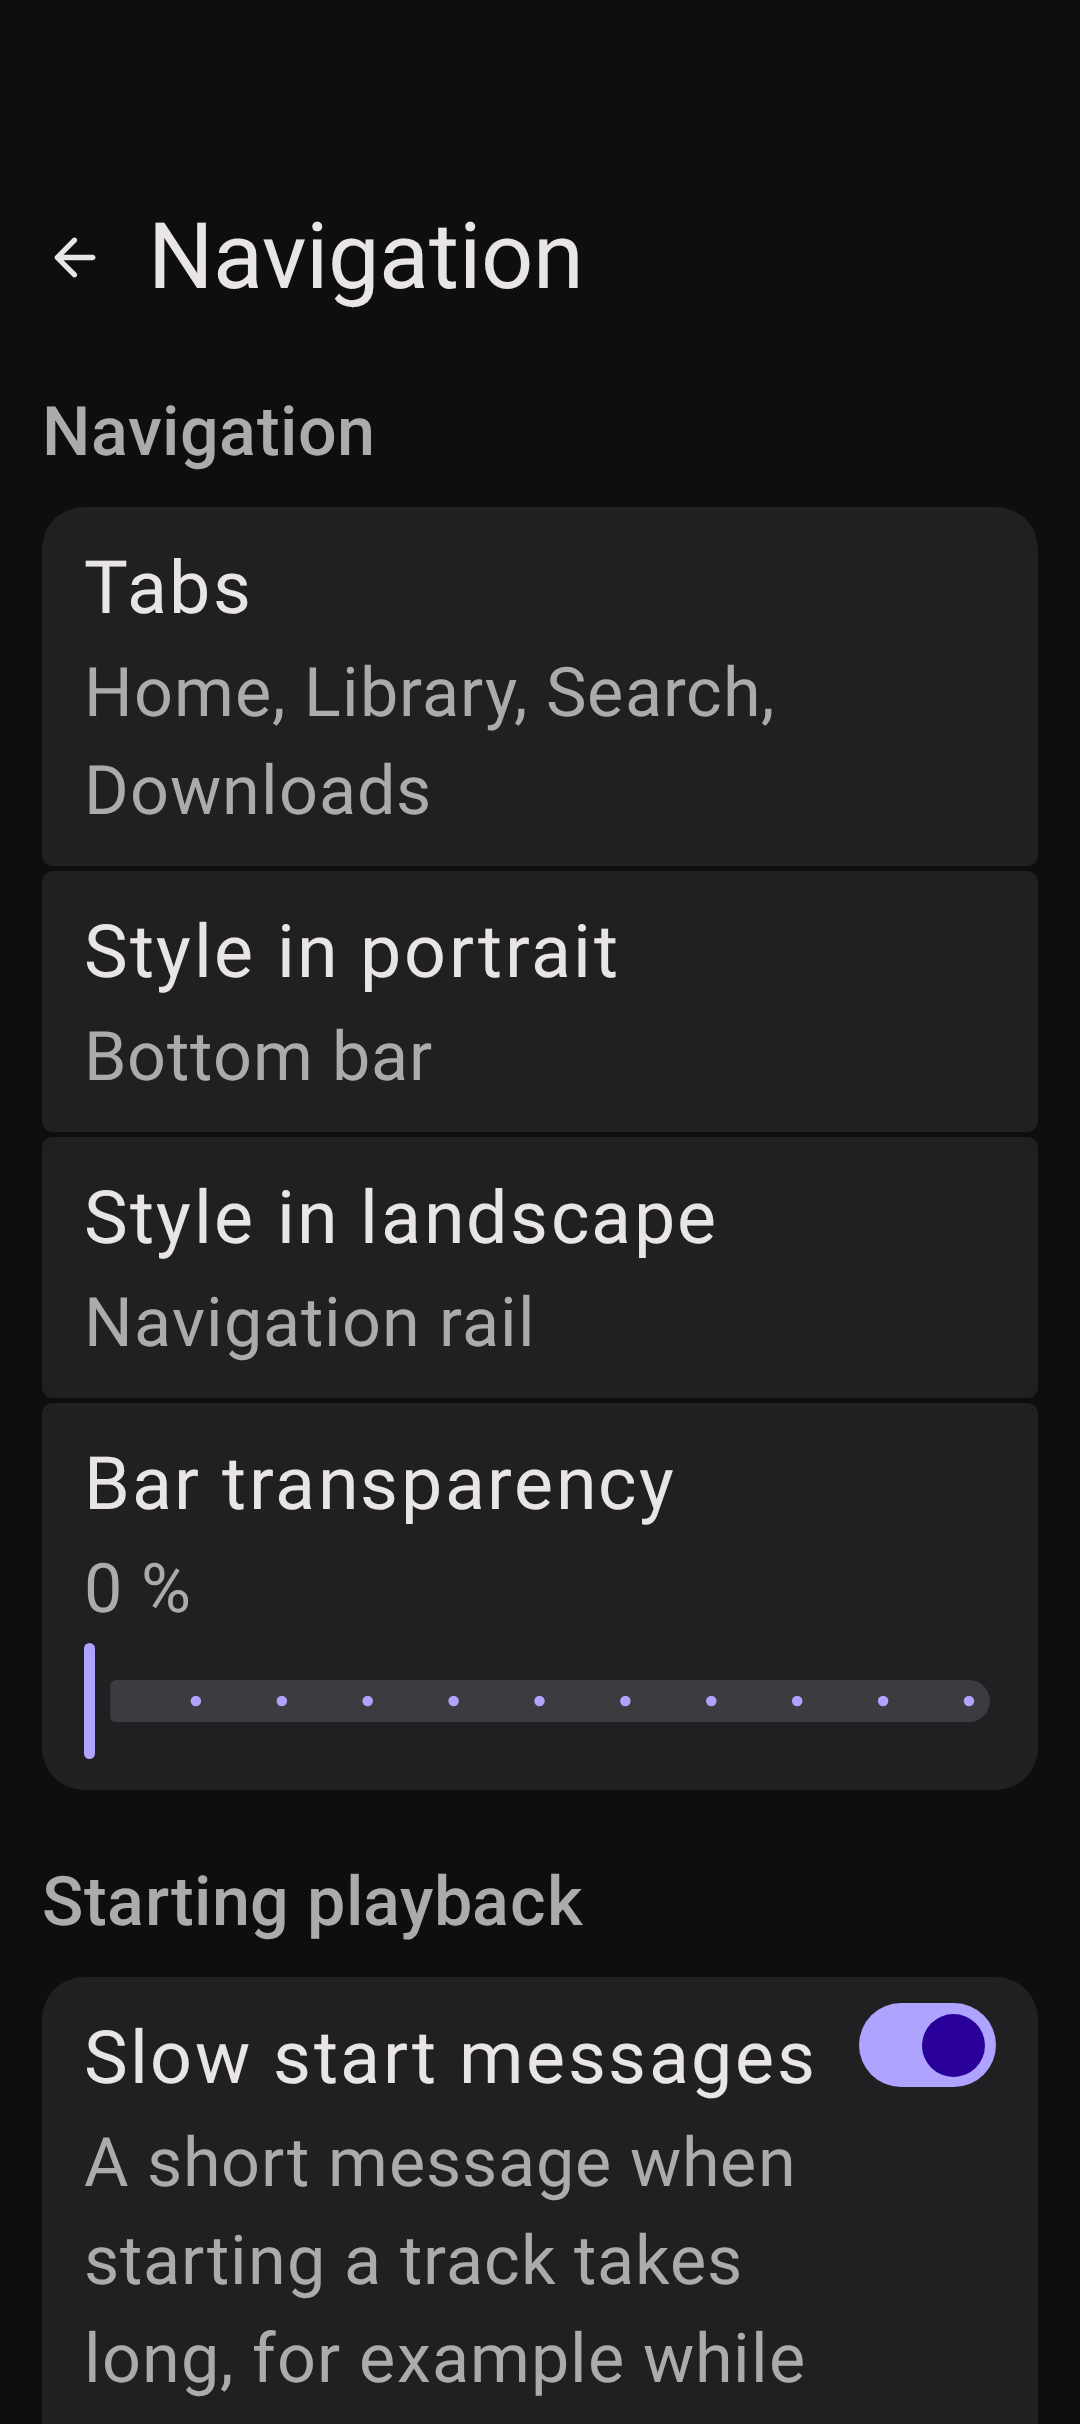 Navigation
Navigation
Tabs
Home, Library, Search,
Downloads
Style in portrait
Bottom bar
Style in landscape
Navigation rail
Bar transparency
0 %
Starting playback
Slow start messages
A short message when
starting a track takes
long, for example while